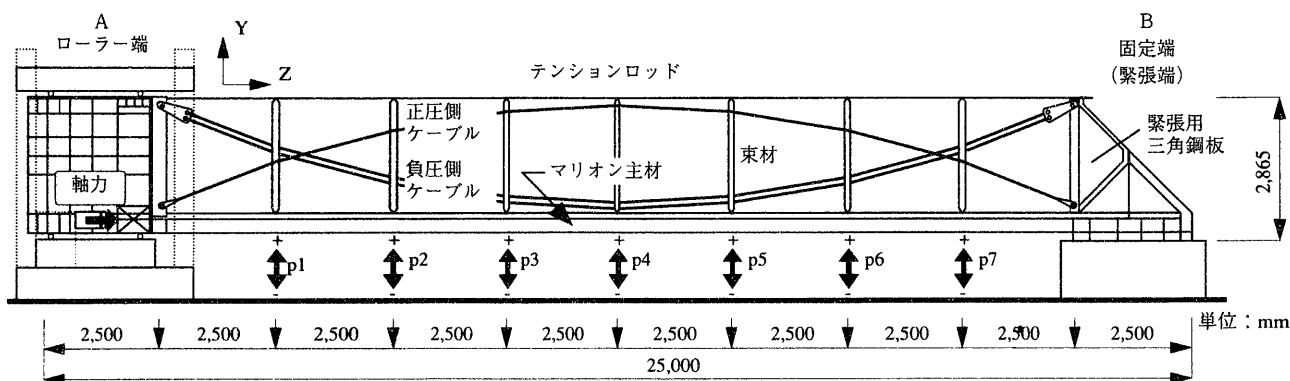 A
ローラー端
Y
Z
テンションロッド
B
固定端
(緊張端)
正圧側
ケーブル
負圧側
ケーブル
束材
マリオン主材
緊張用
三角鋼板
2,865
軸力
+ + + + + + +
p1 p2 p3 p4 p5 p6 p7
- - - - - - -
単位:mm
2,500 2,500 2,500 2,500 2,500 2,500 2,500 2,500 2,500 2,500
25,000